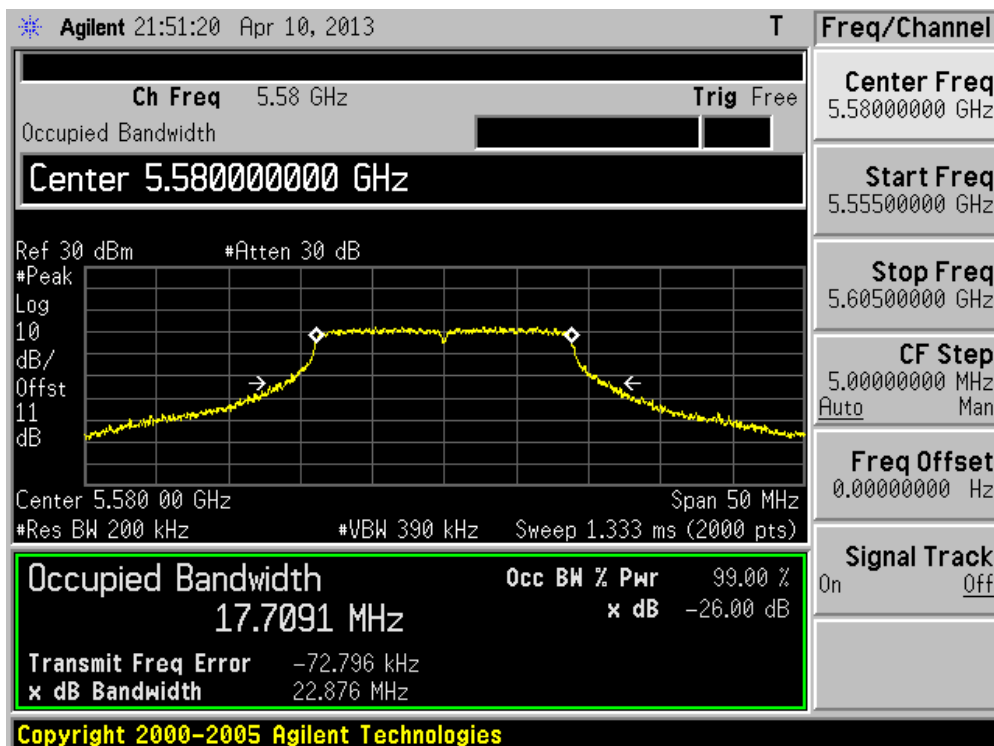 Agilent 21:51:20 Apr 10, 2013 T
Freq/Channel
Ch Freq 5.58 GHz Trig Free
Occupied Bandwidth
Center 5.580000000 GHz
Ref 30 dBm #Atten 30 dB
#Peak
Log
10
dB/
Offst
11
dB
Center 5.580 00 GHz Span 50 MHz
#Res BW 200 kHz #VBW 390 kHz Sweep 1.333 ms (2000 pts)
Occupied Bandwidth Occ BW % Pwr 99.00 %
17.7091 MHz x dB -26.00 dB
Transmit Freq Error -72.796 kHz
x dB Bandwidth 22.876 MHz
Center Freq
5.58000000 GHz
Start Freq
5.55500000 GHz
Stop Freq
5.60500000 GHz
CF Step
5.00000000 MHz
Auto Man
Freq Offset
0.00000000 Hz
Signal Track
On Off
Copyright 2000-2005 Agilent Technologies